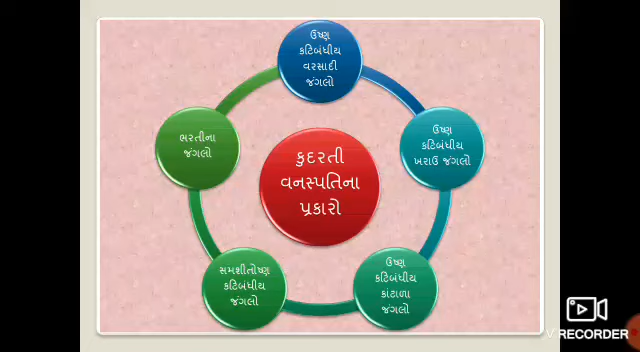 ઉષ્ણ
કટિબંધીય
વરસાદી
જંગલો
ઉષ્ણ
કટિબંધીય
ખરાઉ જંગલો
ઉષ્ણ
કટિબંધીય
કાંટાળા
જંગલો
સમશીતોષ્ણ
કટિબંધીય
જંગલો
ભરતીના
જંગલો
કુદરતી
વનસ્પતિના
પ્રકારો
V RECORDER